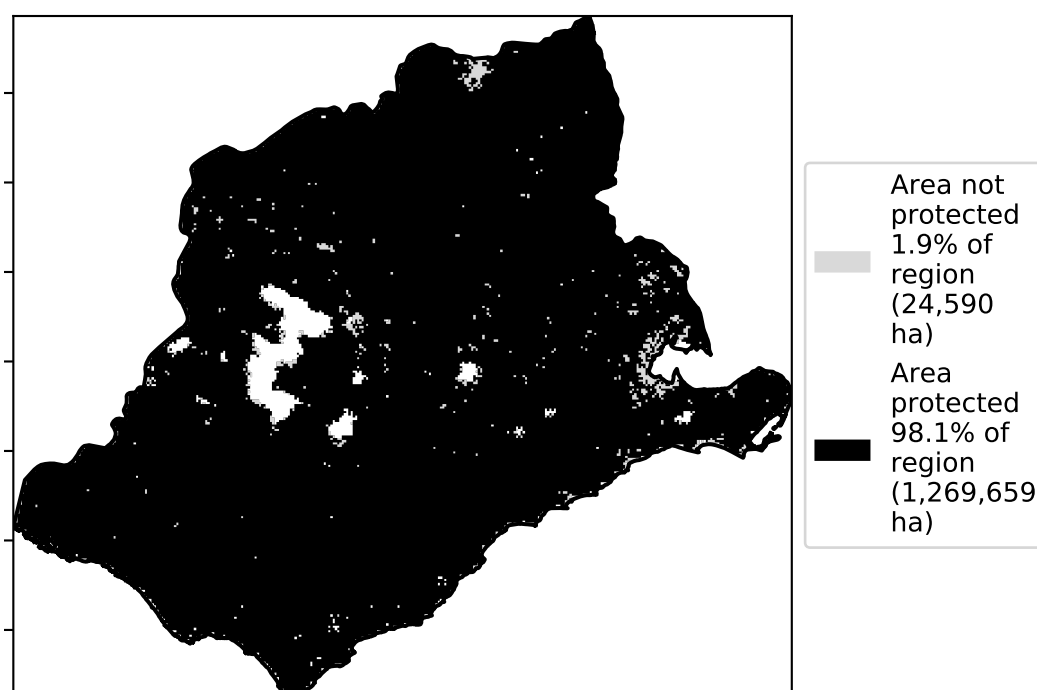 Area not
protected
1.9% of
region
(24,590
ha)
Area
protected
98.1% of
region
(1,269,659
ha)